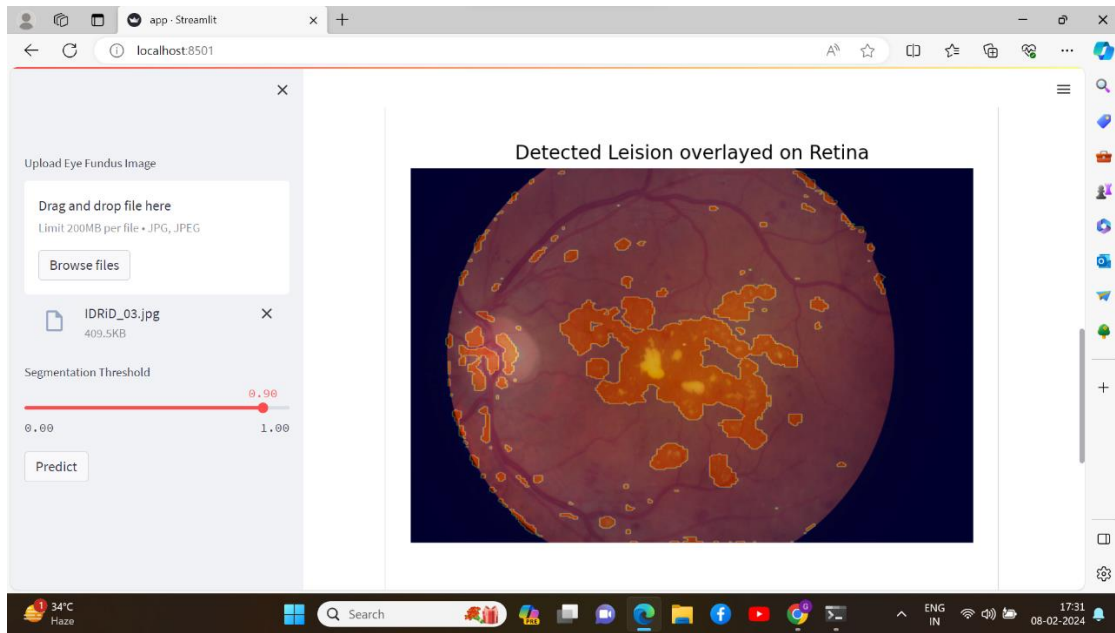 app · Streamlit
localhost:8501
Upload Eye Fundus Image
Drag and drop file here
Limit 200MB per file • JPG, JPEG
Browse files
IDRiD_03.jpg
409.5KB
Segmentation Threshold
0.90
0.00 1.00
Predict
Detected Leision overlayed on Retina
1
34°C
Haze
Search
PRE
G
ENG
IN
17:31
08-02-2024